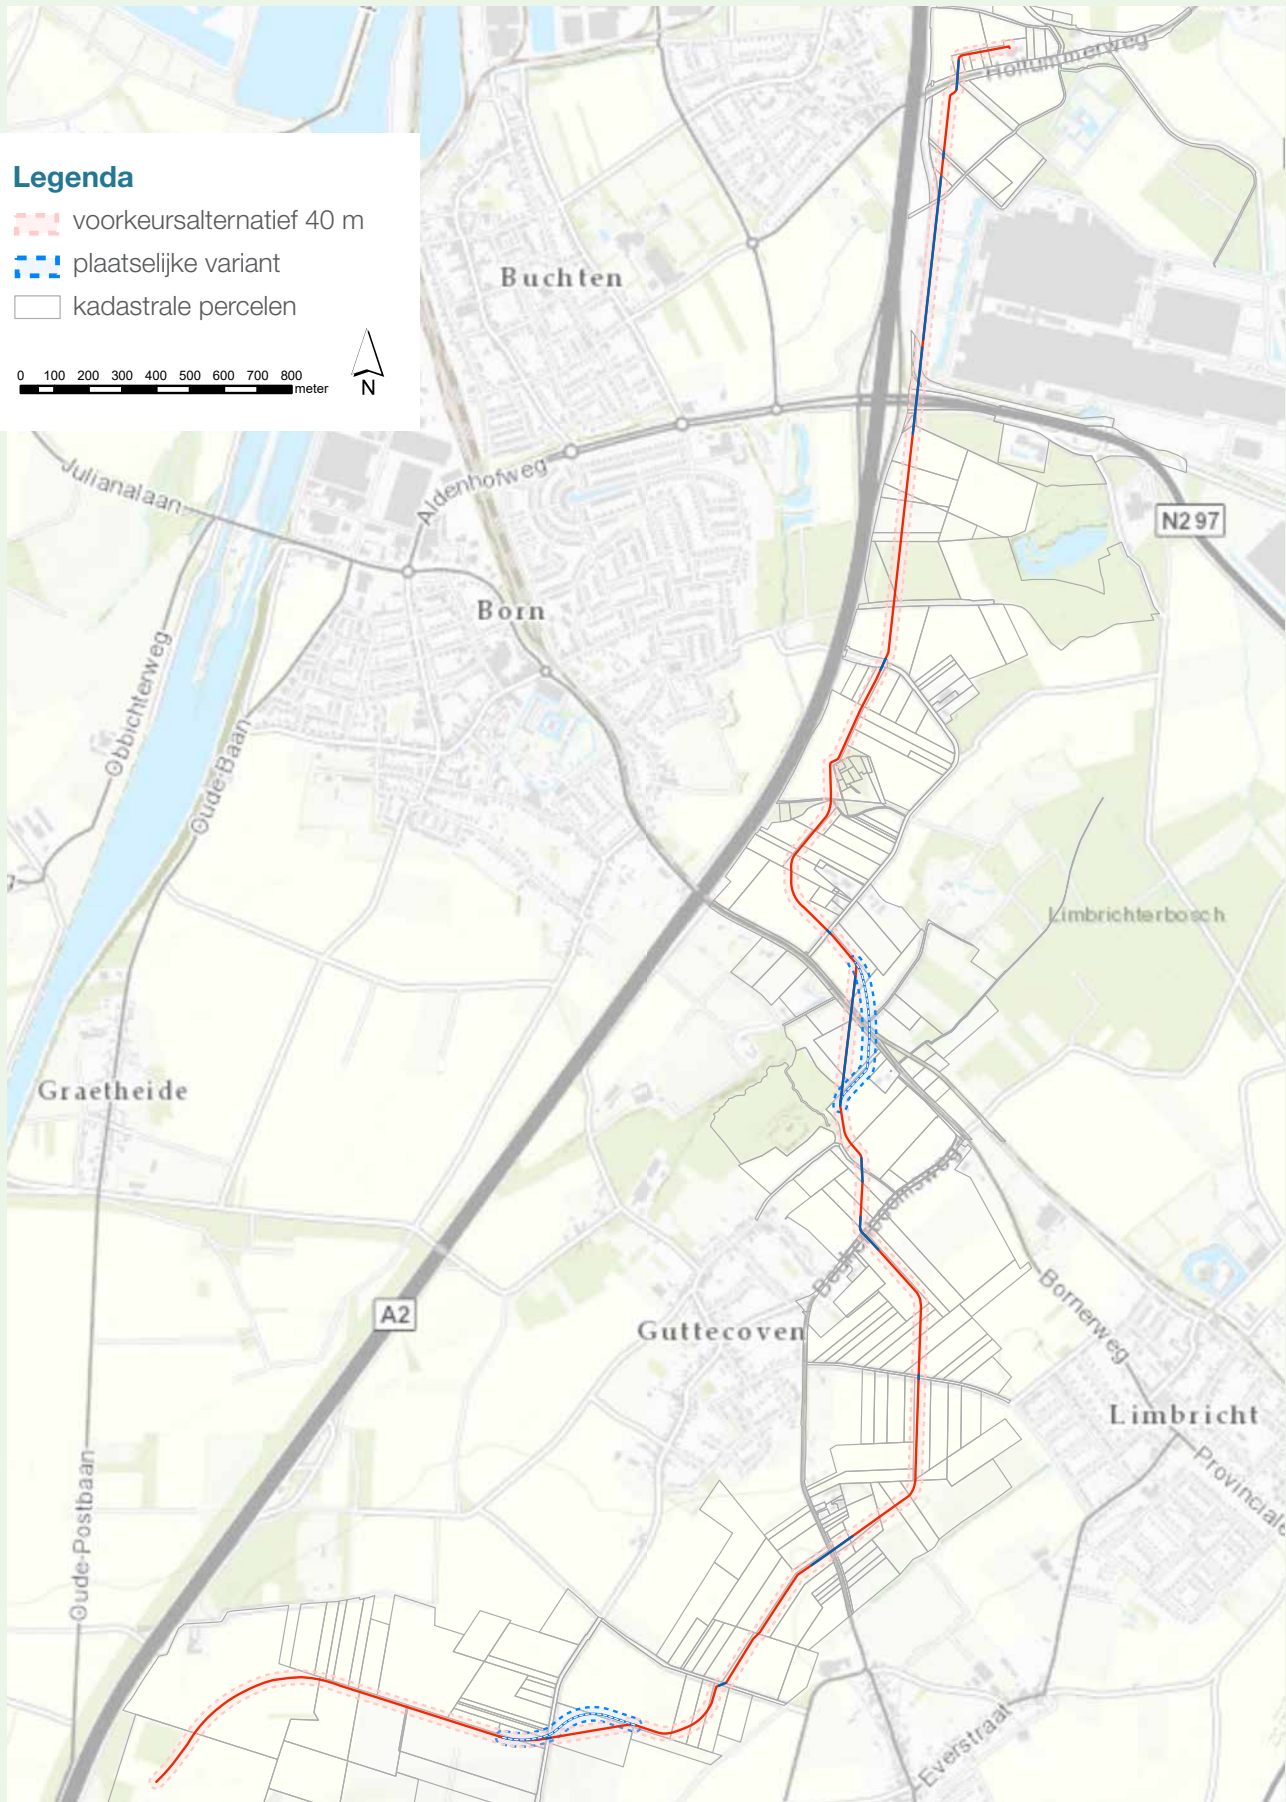 Hollummerweg
Legenda
voorkeursalternatief 40 m
plaatselijke variant
kadastrale percelen
0 100 200 300 400 500 600 700 800
meter
N
Buchten
Julianalaan
Aldenhofweg
N297
Born
Obbichterweg
Oude-Baan
Limbrichterbosch
Graetheide
A2
Guttecoven
Bornerweg
Limbricht
Oude-Postbaan
Everstraat